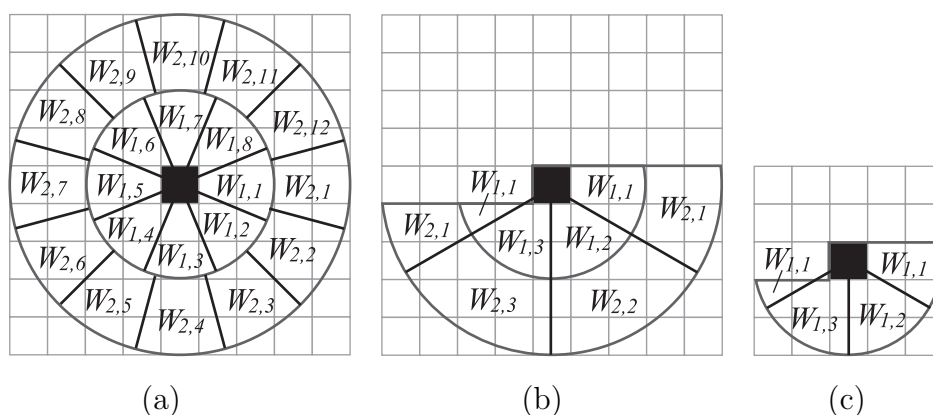 W2,10
W2,9 W2,11
W2,8 W1,7 W2,12
W1,6 W1,8
W2,7 W1,5 W1,1 W2,1
W1,4 W1,2
W2,6 W1,3 W2,2
W2,5 W2,3
W2,4
(a)
W1,1 W1,1
W2,1 W2,1
W1,3 W1,2
W2,3 W2,2
(b)
W1,1 W1,1
W1,3 W1,2
(c)